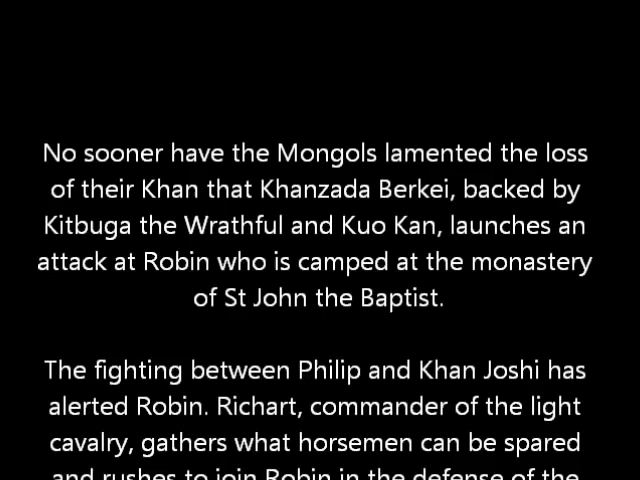 No sooner have the Mongols lamented the loss
of their Khan that Khanzada Berkei, backed by
Kitbuga the Wrathful and Kuo Kan, launches an
attack at Robin who is camped at the monastery
of St John the Baptist.
The fighting between Philip and Khan Joshi has
alerted Robin. Richart, commander of the light
cavalry, gathers what horsemen can be spared
and rushes to join Robin in the defense of the